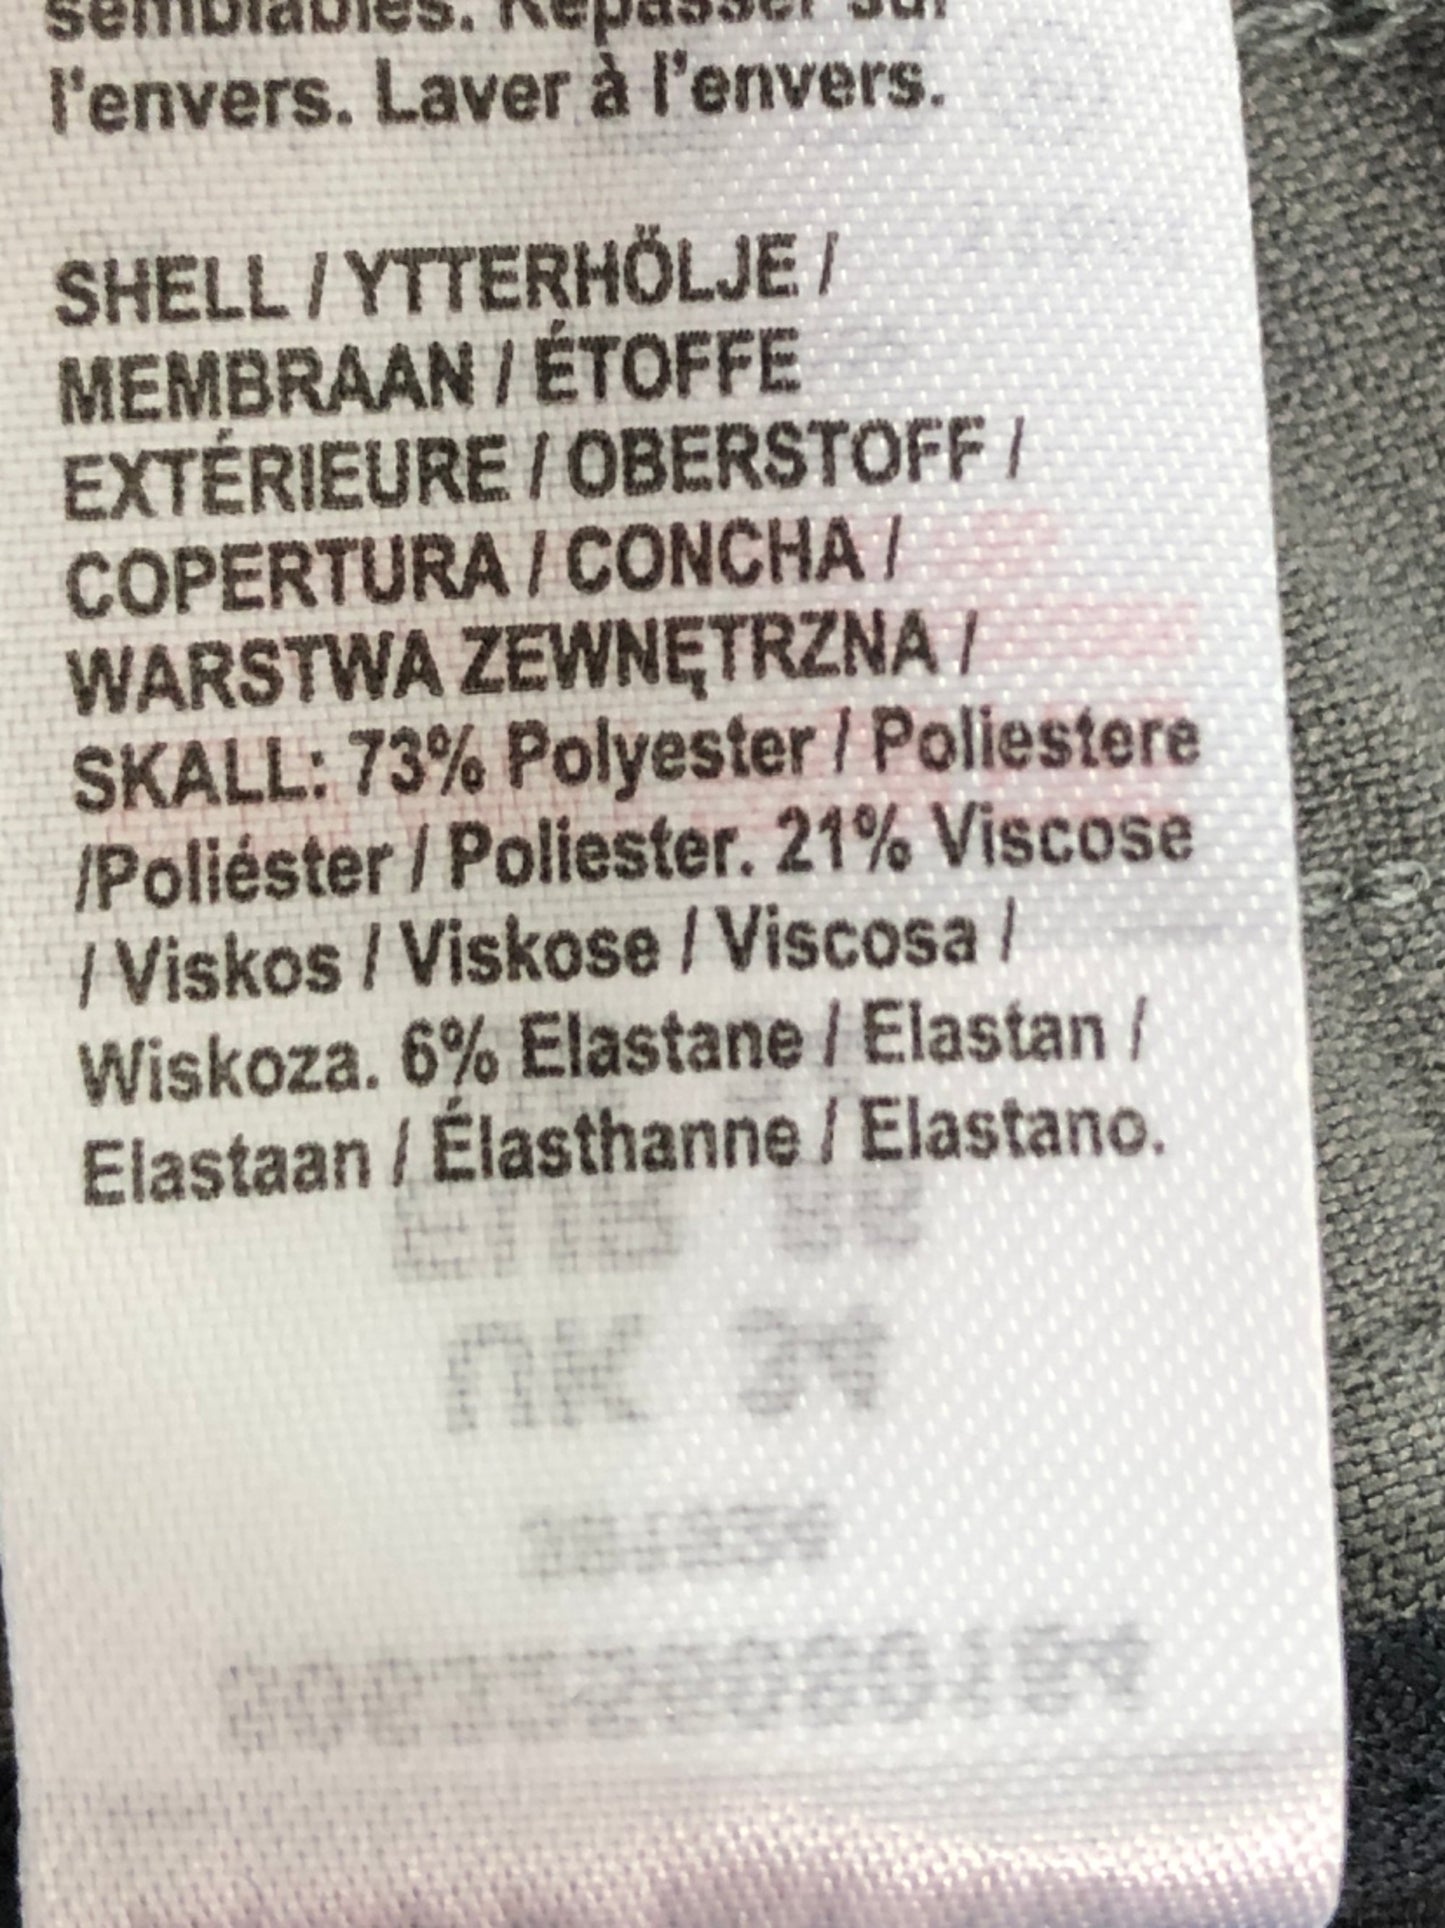 semblables. Repasser sur
l'envers. Laver à l'envers.
SHELL / YTTERHÖLJE /
MEMBRAAN / ÉTOFFE
EXTÉRIEURE / OBERSTOFF /
COPERTURA / CONCHA /
WARSTWA ZEWNĘTRZNA /
SKALL: 73% Polyester / Poliestere
/Poliéster / Poliester. 21% Viscose
/ Viskos / Viskose / Viscosa /
Wiskoza. 6% Elastane / Elastan /
Elastaan / Élasthanne / Elastano.